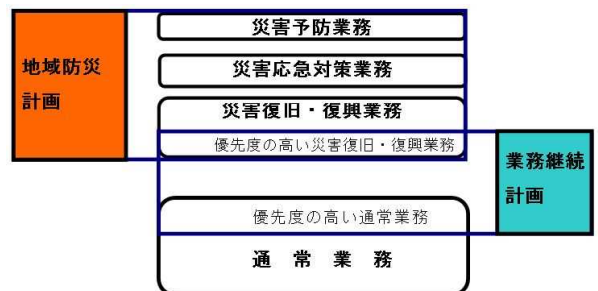 災害予防業務
地域防災
計画
災害応急対策業務
災害復旧・復興業務
優先度の高い災害復旧・復興業務
業務継続
計画
優先度の高い通常業務
通常業務